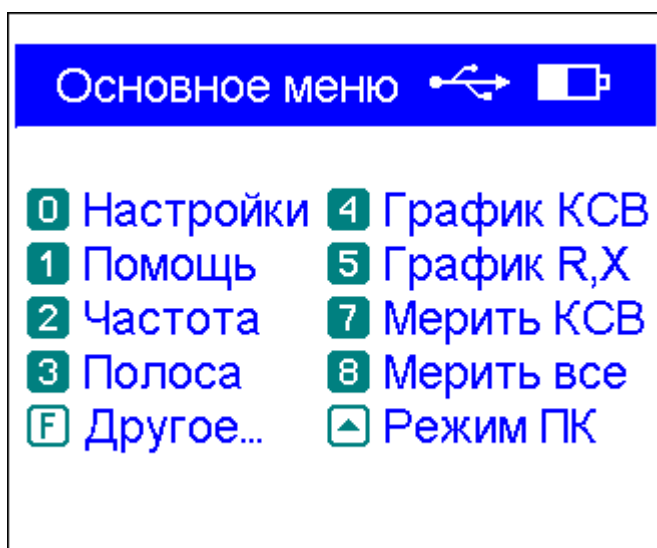 Основное меню
0 Настройки
1 Помощь
2 Частота
3 Полоса
F Другое...
4 График КСВ
5 График R,X
7 Мерить КСВ
8 Мерить все
Режим ПК